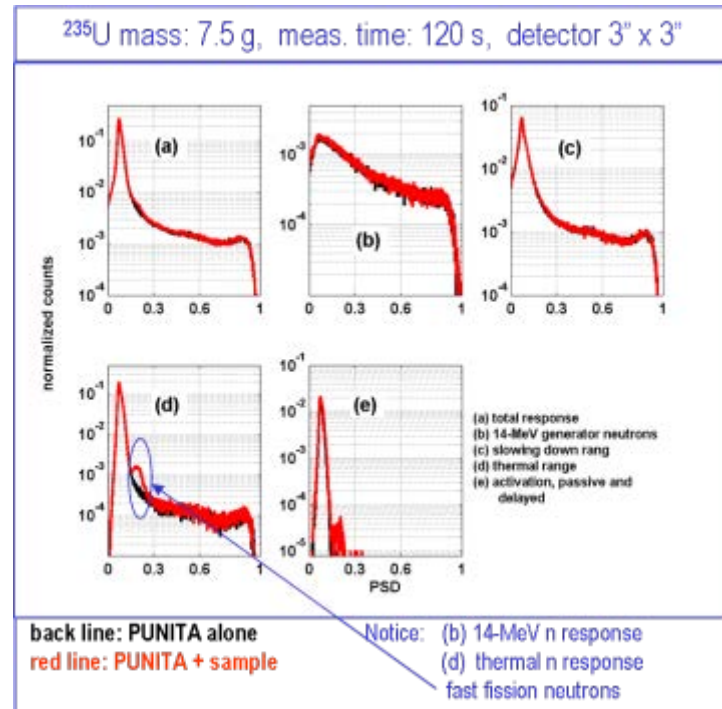 ²³⁵U mass: 7.5 g, meas. time: 120 s, detector 3” x 3”
normalized counts
10⁻¹
10⁻²
10⁻³
10⁻⁴
0 0.3 0.6 1
(a)
10⁻³
10⁻⁴
0 0.3 0.6 1
(b)
10⁻¹
10⁻²
10⁻³
10⁻⁴
0 0.3 0.6 1
(c)
10⁻¹
10⁻²
10⁻³
10⁻⁴
0 0.3 0.6 1
(d)
10⁻¹
10⁻²
10⁻³
10⁻⁴
10⁻⁵
0 0.3 0.6 1
(e)
PSD
(a) total response
(b) 14-MeV generator neutrons
(c) slowing down rang
(d) thermal range
(e) activation, passive and
delayed
back line: PUNITA alone
red line: PUNITA + sample
Notice: (b) 14-MeV n response
(d) thermal n response
fast fission neutrons